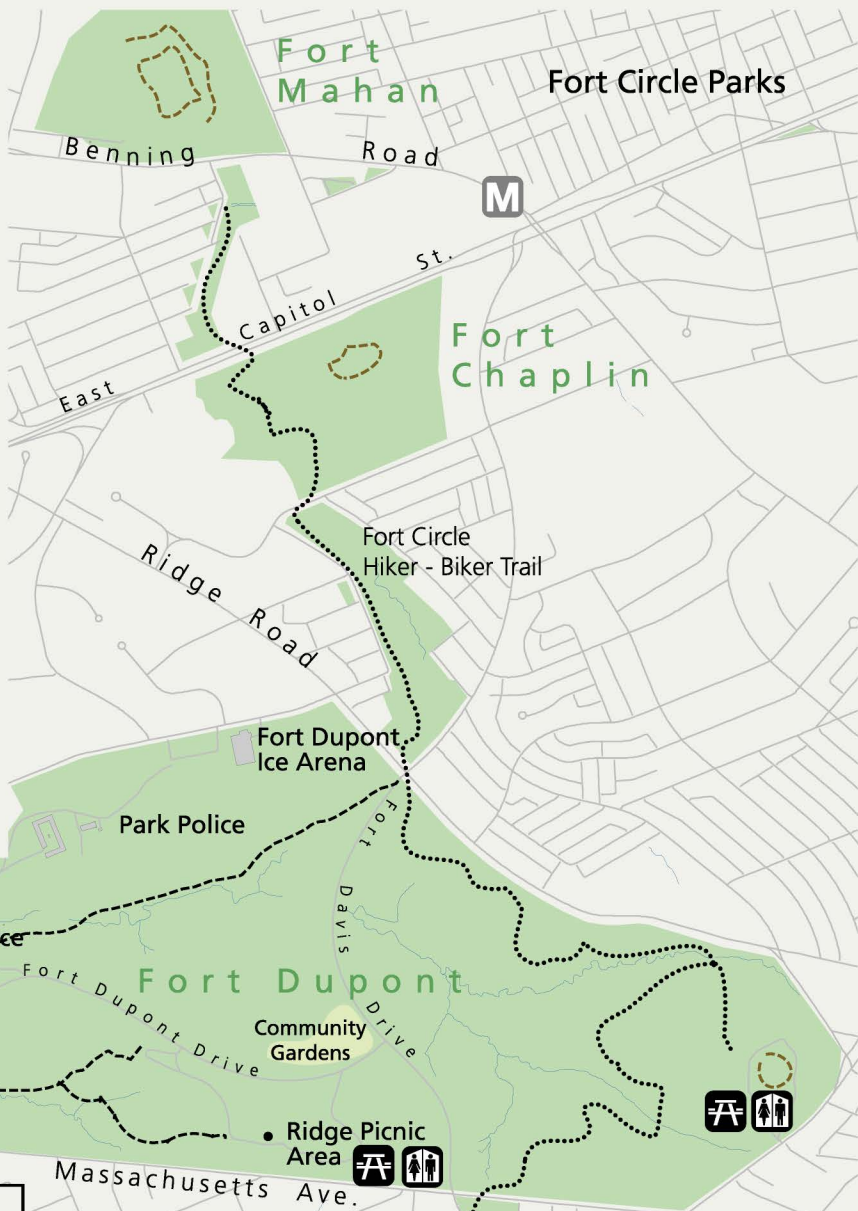 Fort
Mahan
Fort Circle Parks
Benning Road
M
East Capitol St.
Fort
Chaplin
Fort Circle
Hiker - Biker Trail
Ridge Road
Fort Dupont
Ice Arena
Park Police
Fort Davis Drive
ce
Fort Dupont
Fort Dupont Drive
Community
Gardens
Ridge Picnic
Area
Massachusetts Ave.